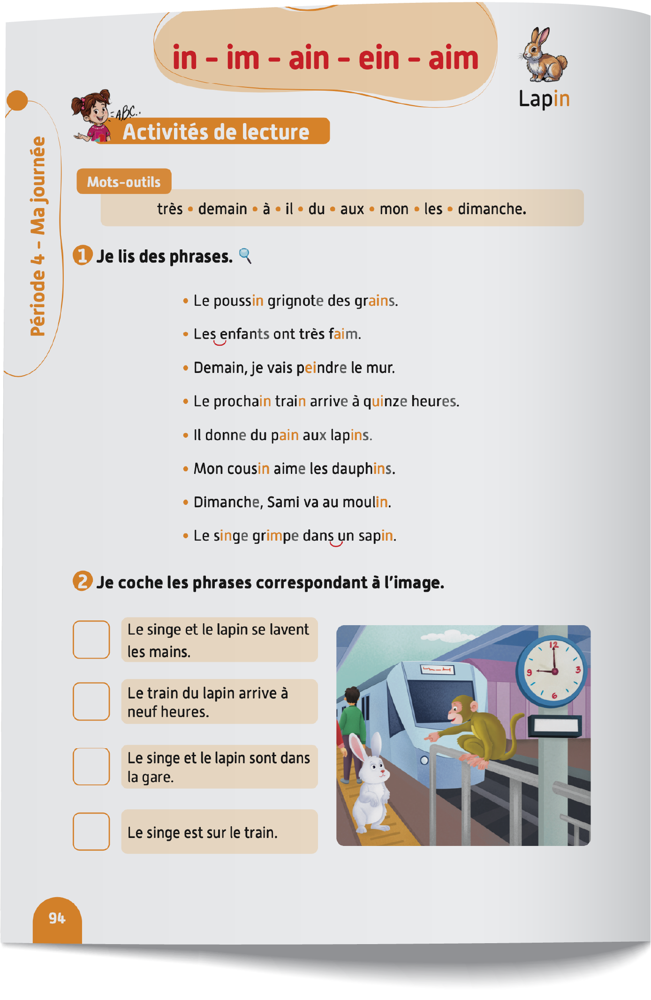 in - im - ain - ein - aim
Lapin
A.B.C..
Activités de lecture
Période 4 - Ma journée
Mots-outils
très • demain • à • il • du • aux • mon • les • dimanche.
1 Je lis des phrases.
• Le poussin grignote des grains.
• Les enfants ont très faim.
• Demain, je vais peindre le mur.
• Le prochain train arrive à quinze heures.
• Il donne du pain aux lapins.
• Mon cousin aime les dauphins.
• Dimanche, Sami va au moulin.
• Le singe grimpe dans un sapin.
2 Je coche les phrases correspondant à l'image.
Le singe et le lapin se lavent
les mains.
Le train du lapin arrive à
neuf heures.
Le singe et le lapin sont dans
la gare.
Le singe est sur le train.
12
9
3
6
94